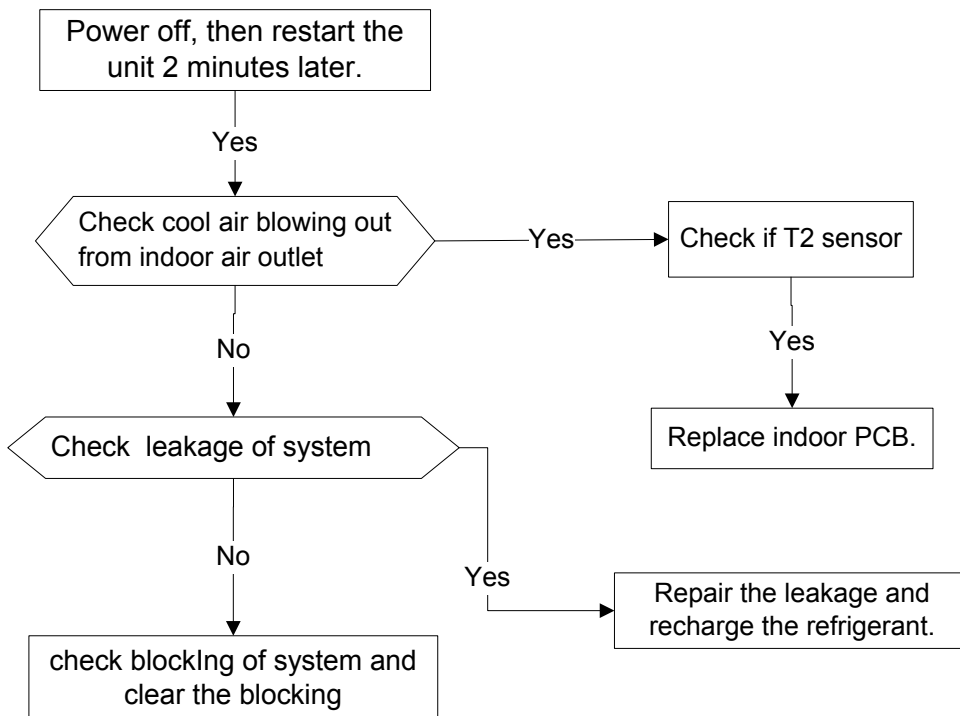 Power off, then restart the
unit 2 minutes later.
Yes
Check cool air blowing out
from indoor air outlet
Yes
Check if T2 sensor
Yes
Replace indoor PCB.
No
Check leakage of system
No
Yes
Repair the leakage and
recharge the refrigerant.
check blockIng of system and
clear the blocking